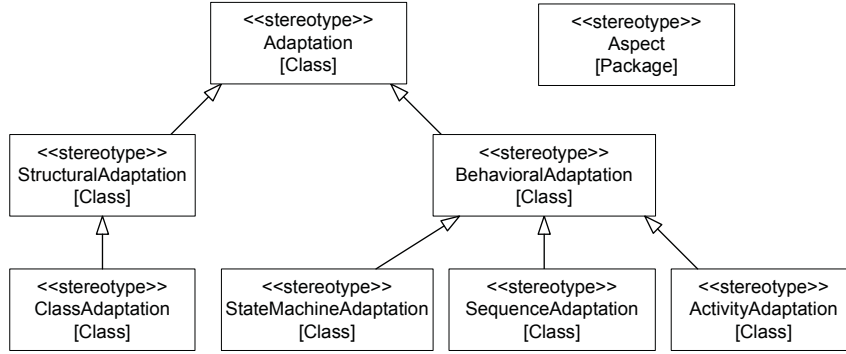 <<stereotype>>
Adaptation
[Class]
<<stereotype>>
Aspect
[Package]
<<stereotype>>
StructuralAdaptation
[Class]
<<stereotype>>
BehavioralAdaptation
[Class]
<<stereotype>>
ClassAdaptation
[Class]
<<stereotype>>
StateMachineAdaptation
[Class]
<<stereotype>>
SequenceAdaptation
[Class]
<<stereotype>>
ActivityAdaptation
[Class]